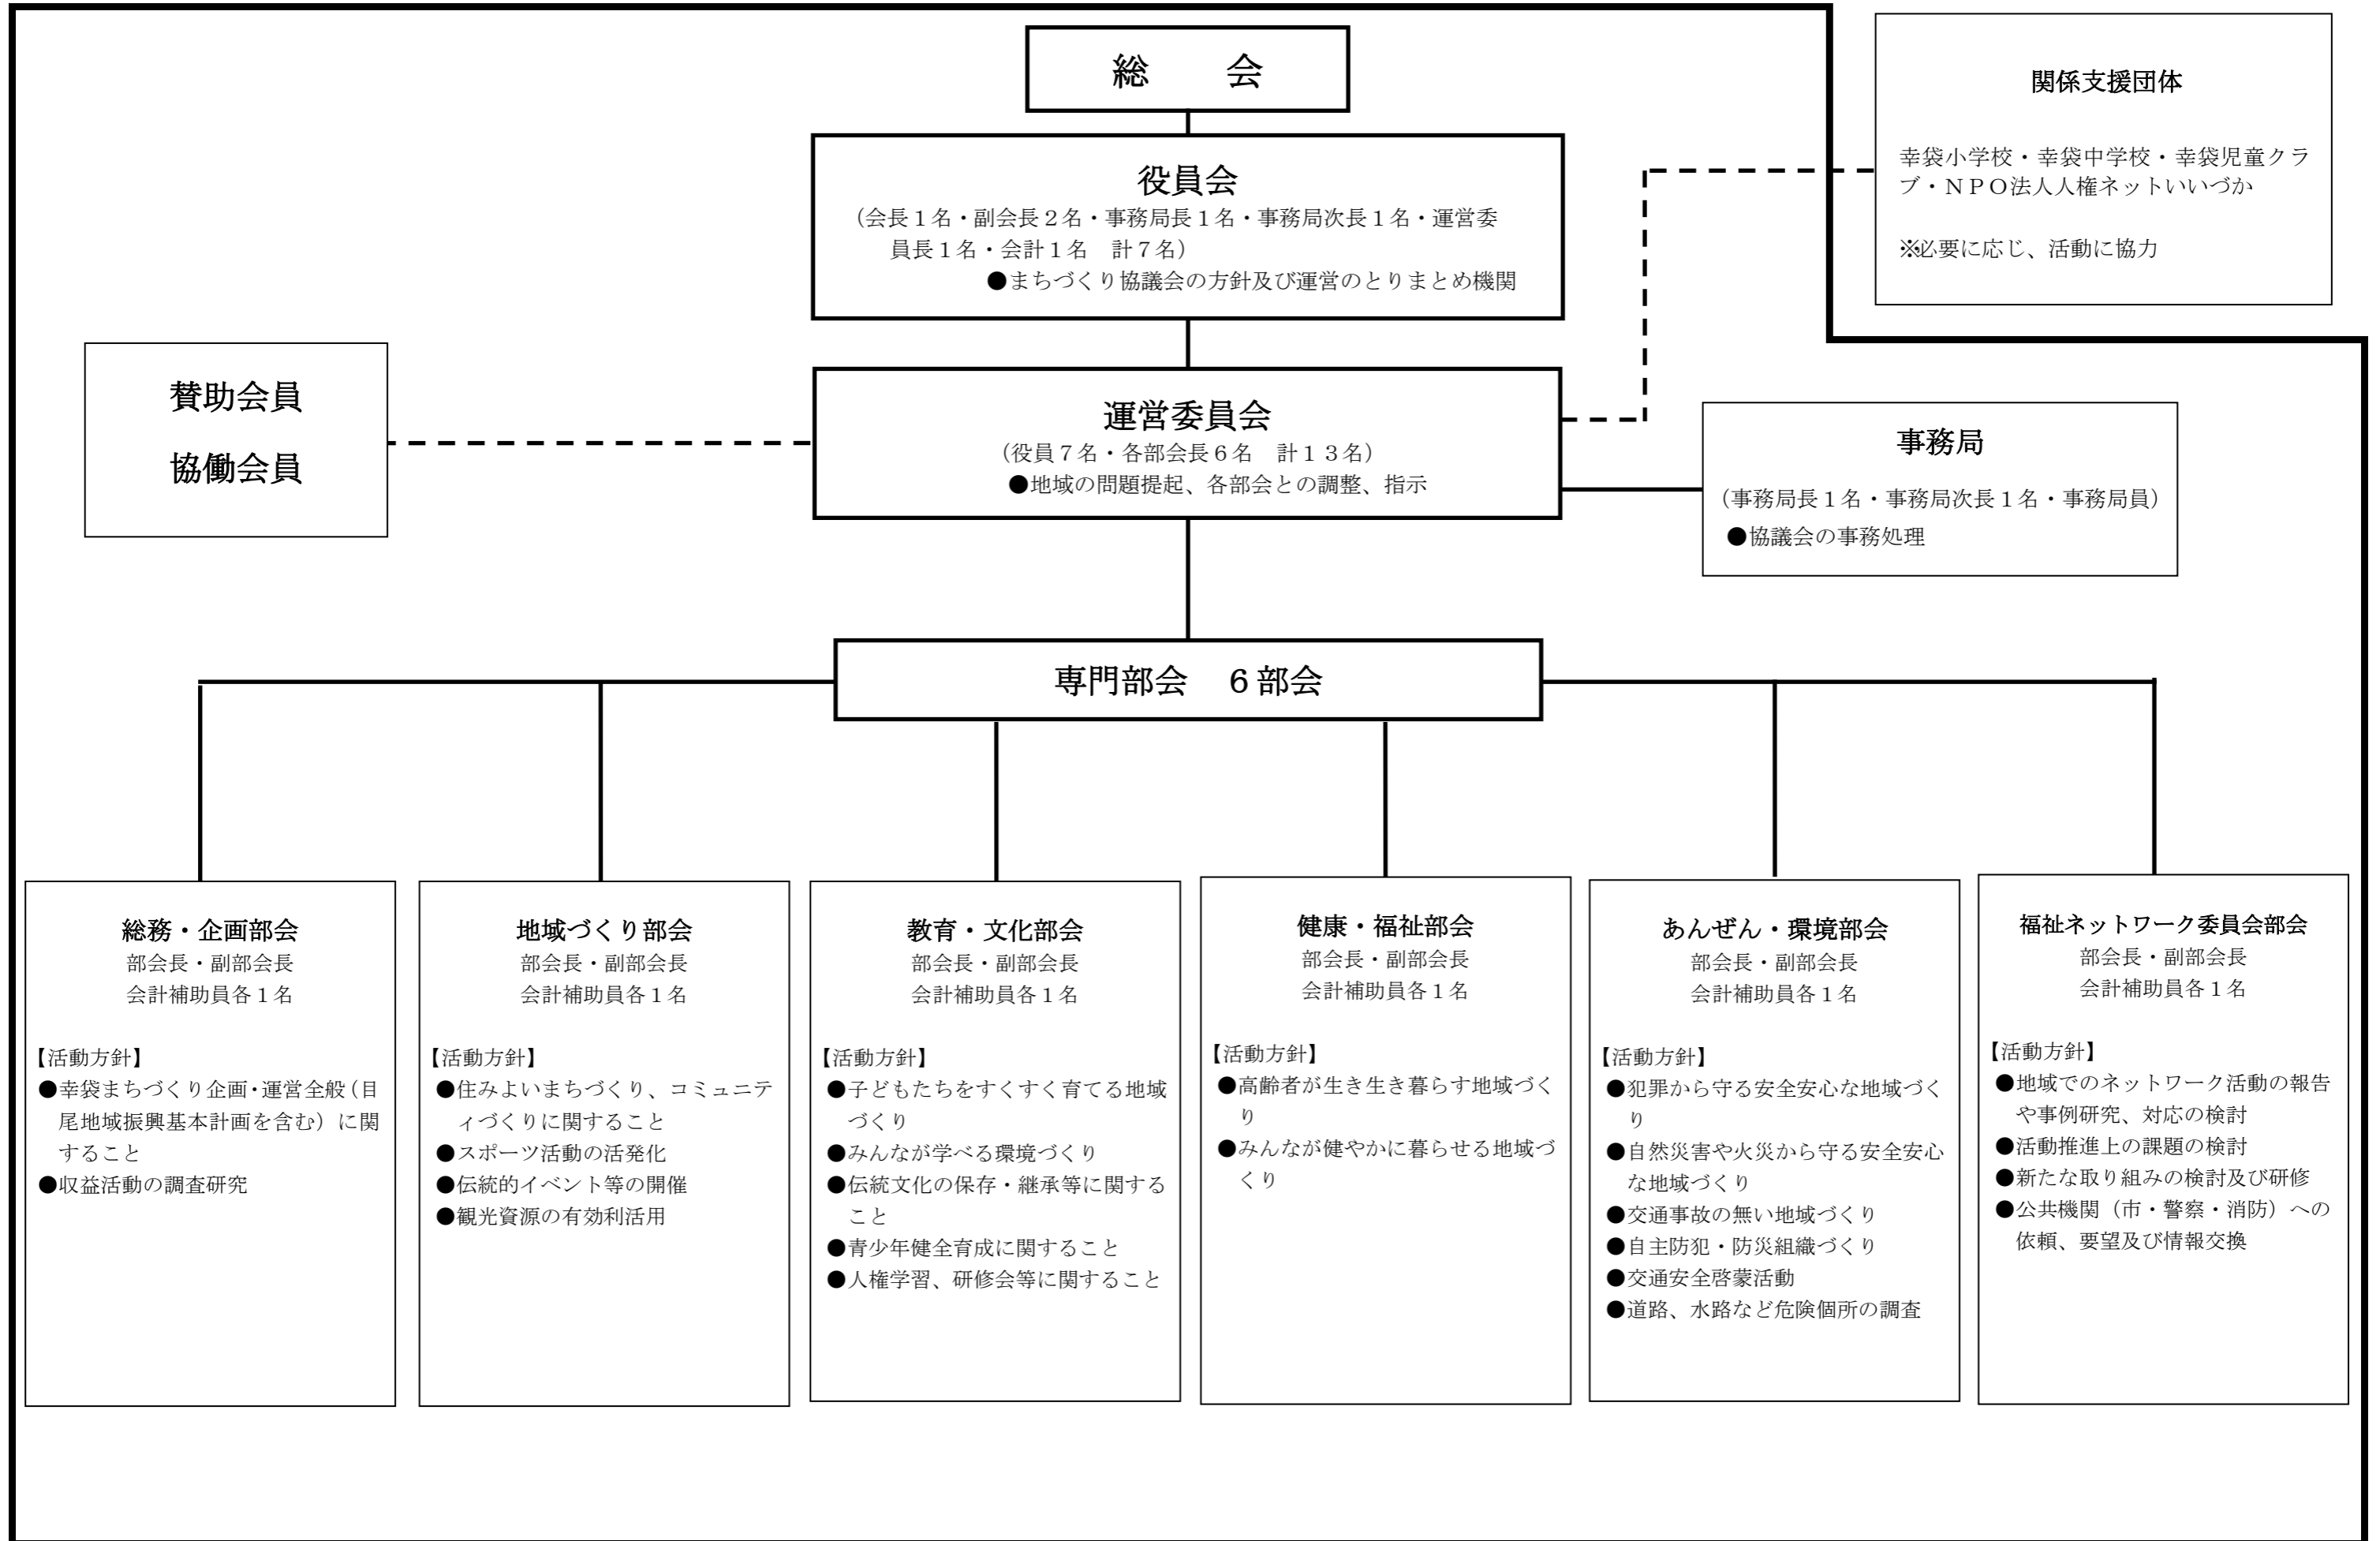 総　会
役員会
（会長１名・副会長２名・事務局長１名・事務局次長１名・運営委
員長１名・会計１名　計７名）
●まちづくり協議会の方針及び運営のとりまとめ機関
関係支援団体
幸袋小学校・幸袋中学校・幸袋児童クラ
ブ・ＮＰＯ法人人権ネットいいづか
※必要に応じ、活動に協力
賛助会員
協働会員
運営委員会
（役員７名・各部会長６名　計１３名）
●地域の問題提起、各部会との調整、指示
事務局
（事務局長１名・事務局次長１名・事務局員）
●協議会の事務処理
専門部会　６部会
総務・企画部会
部会長・副部会長
会計補助員各１名
【活動方針】
●幸袋まちづくり企画・運営全般（目
尾地域振興基本計画を含む）に関
すること
●収益活動の調査研究
地域づくり部会
部会長・副部会長
会計補助員各１名
【活動方針】
●住みよいまちづくり、コミュニテ
ィづくりに関すること
●スポーツ活動の活発化
●伝統的イベント等の開催
●観光資源の有効利活用
教育・文化部会
部会長・副部会長
会計補助員各１名
【活動方針】
●子どもたちをすくすく育てる地域
づくり
●みんなが学べる環境づくり
●伝統文化の保存・継承等に関する
こと
●青少年健全育成に関すること
●人権学習、研修会等に関すること
健康・福祉部会
部会長・副部会長
会計補助員各１名
【活動方針】
●高齢者が生き生き暮らす地域づく
り
●みんなが健やかに暮らせる地域づ
くり
あんぜん・環境部会
部会長・副部会長
会計補助員各１名
【活動方針】
●犯罪から守る安全安心な地域づく
り
●自然災害や火災から守る安全安心
な地域づくり
●交通事故の無い地域づくり
●自主防犯・防災組織づくり
●交通安全啓蒙活動
●道路、水路など危険個所の調査
福祉ネットワーク委員会部会
部会長・副部会長
会計補助員各１名
【活動方針】
●地域でのネットワーク活動の報告
や事例研究、対応の検討
●活動推進上の課題の検討
●新たな取り組みの検討及び研修
●公共機関（市・警察・消防）への
依頼、要望及び情報交換